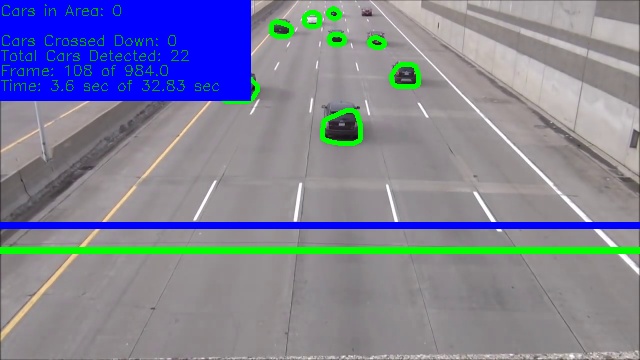 Cars in Area: 0
Cars Crossed Down: 0
Total Cars Detected: 22
Frame: 108 of 984.0
Time: 3.6 sec of 32.83 sec